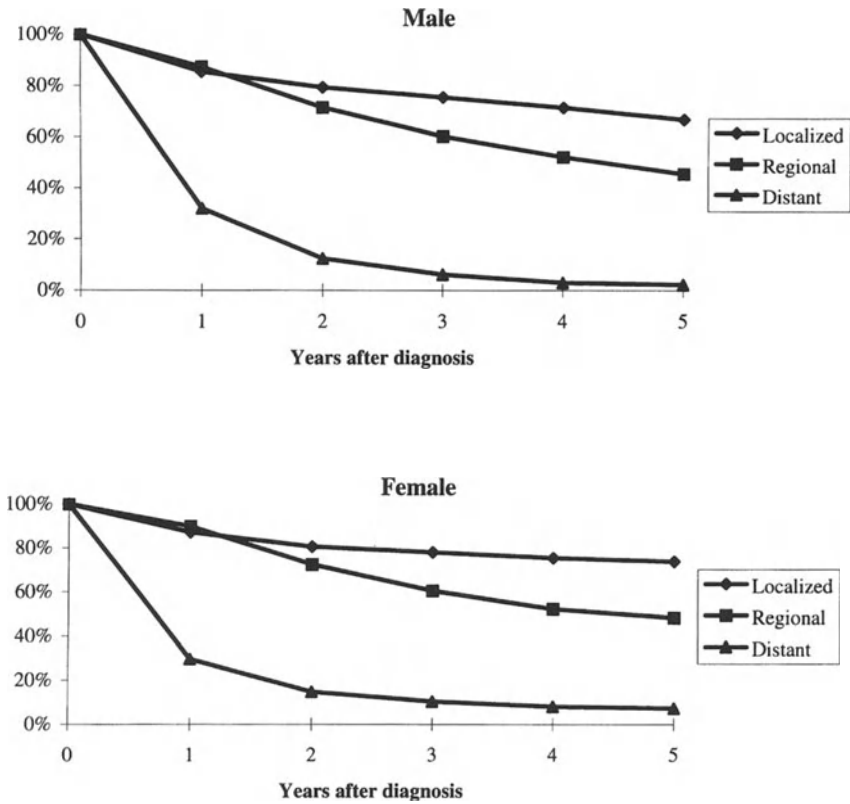 Male
100%
80%
60%
40%
20%
0%
0 1 2 3 4 5
Years after diagnosis
Localized
Regional
Distant
Female
100%
80%
60%
40%
20%
0%
0 1 2 3 4 5
Years after diagnosis
Localized
Regional
Distant